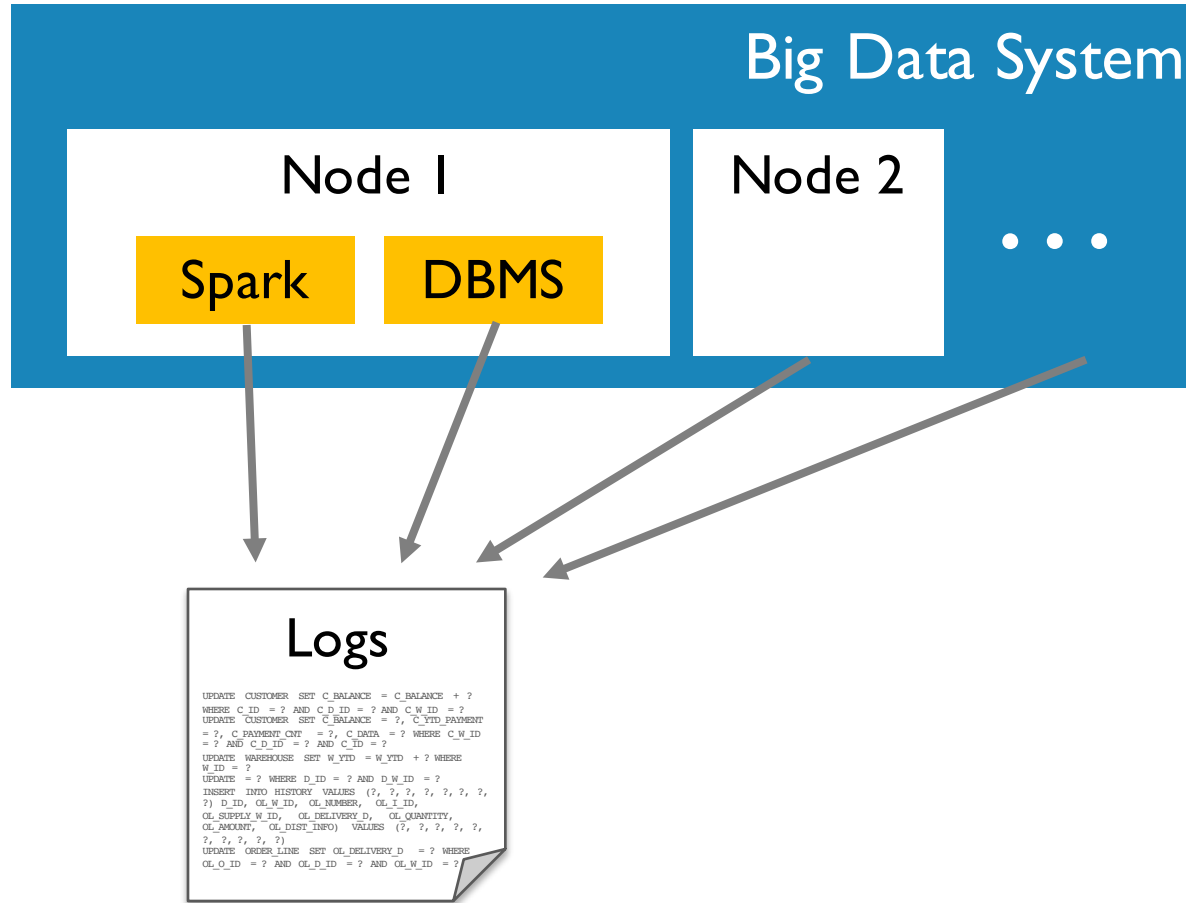 Big Data System
Node 1
Node 2
Spark
DBMS
...
Logs
UPDATE CUSTOMER SET C_BALANCE = C_BALANCE + ?
WHERE C_ID = ? AND C_D_ID = ? AND C_W_ID = ?
UPDATE CUSTOMER SET C_BALANCE = ?, C_YTD_PAYMENT
= ?, C_PAYMENT_CNT = ?, C_DATA = ? WHERE C_W_ID
= ? AND C_D_ID = ? AND C_ID = ?
UPDATE WAREHOUSE SET W_YTD = W_YTD + ? WHERE
W_ID = ?
UPDATE = ? WHERE D_ID = ? AND D_W_ID = ?
INSERT INTO HISTORY VALUES (?, ?, ?, ?, ?, ?, ?,
?) D_ID, OL_W_ID, OL_NUMBER, OL_I_ID,
OL_SUPPLY_W_ID, OL_DELIVERY_D, OL_QUANTITY,
OL_AMOUNT, OL_DIST_INFO) VALUES (?, ?, ?, ?, ?,
?, ?, ?, ?, ?)
UPDATE ORDER_LINE SET OL_DELIVERY_D = ? WHERE
OL_O_ID = ? AND OL_D_ID = ? AND OL_W_ID = ?